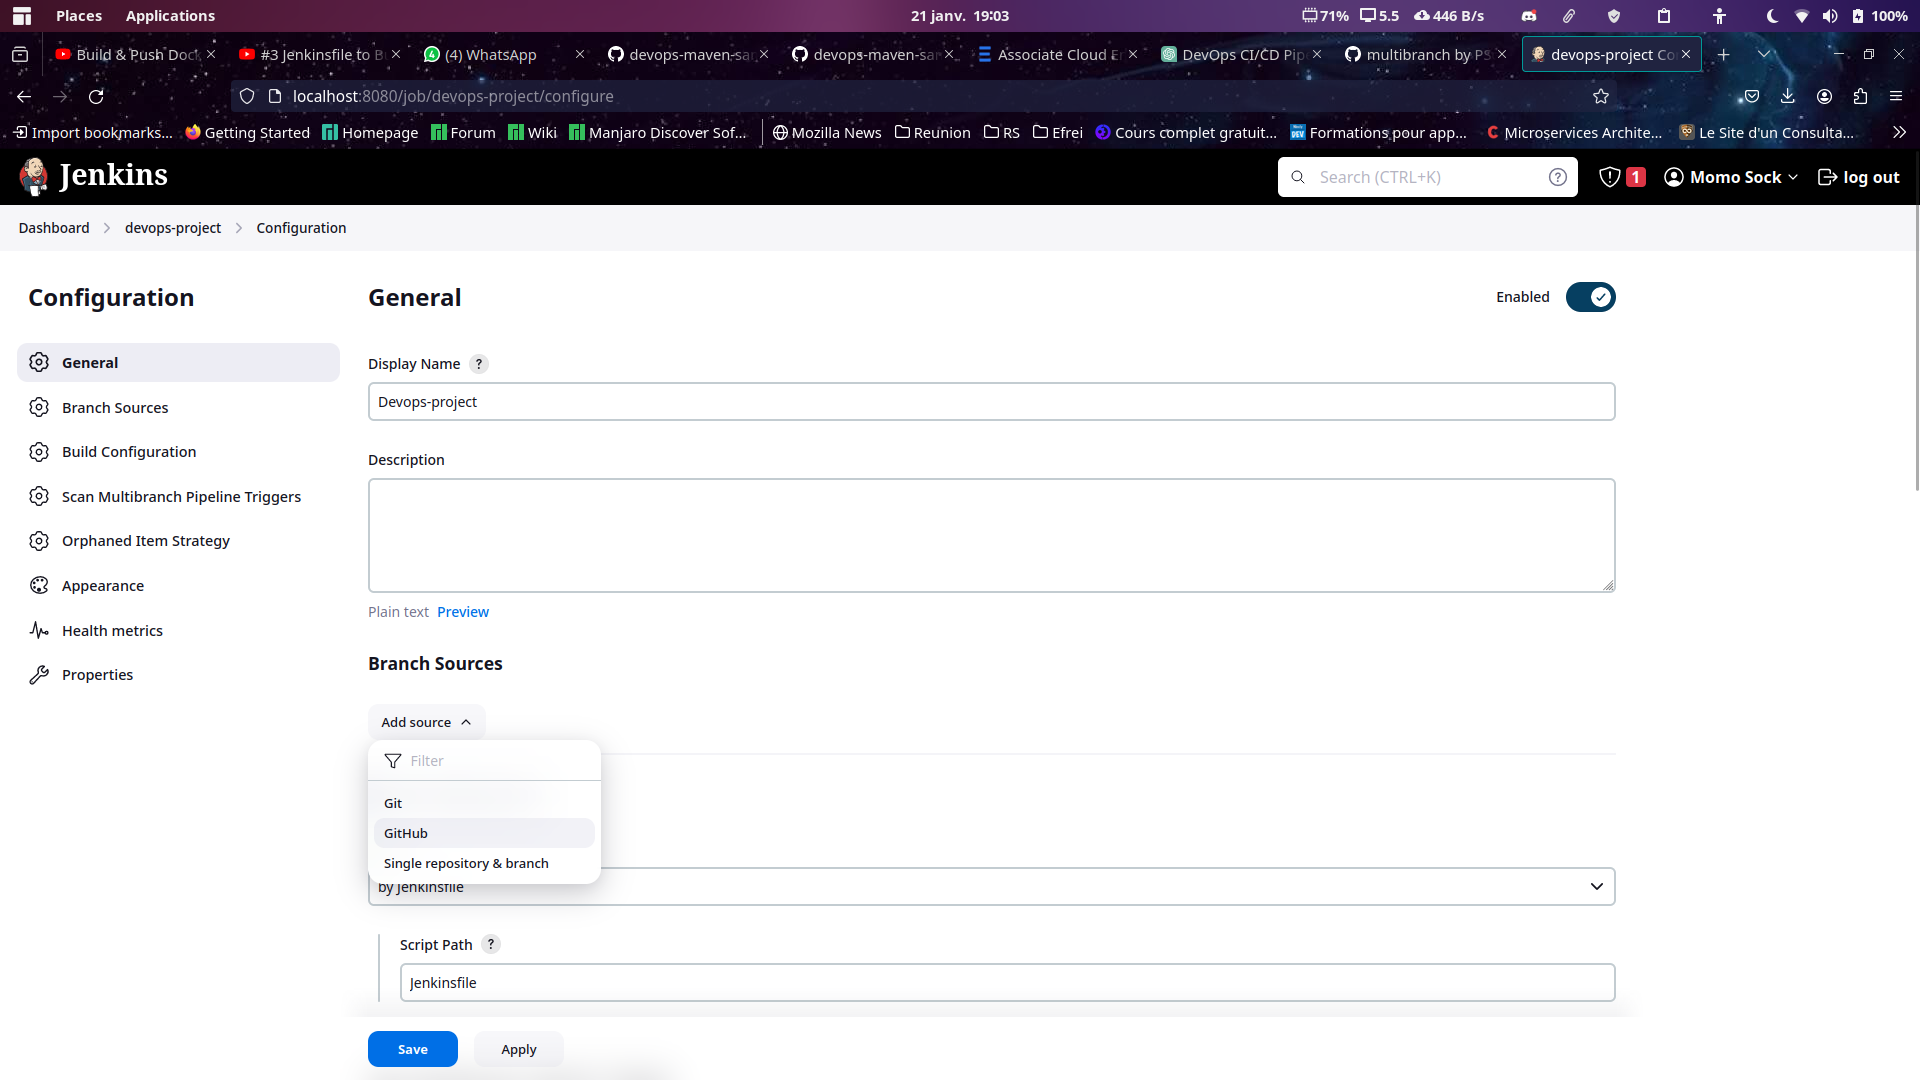 Places Applications 21 janv. 19:03 71% 5.5 446 B/s 100%
Build & Push Dock #3 Jenkinsfile to B (4) WhatsApp devops-maven-sa devops-maven-sa Associate Cloud E DevOps CI/CD Pip multibranch by PS devops-project Co
localhost:8080/job/devops-project/configure
Import bookmarks... Getting Started Homepage Forum Wiki Manjaro Discover Sof... Mozilla News Reunion RS Efrei Cours complet gratuit... Formations pour app... Microservices Archite... Le Site d'un Consulta...
Jenkins Search (CTRL+K) ? 1 Momo Sock log out
Dashboard devops-project Configuration
Configuration
General
Branch Sources
Build Configuration
Scan Multibranch Pipeline Triggers
Orphaned Item Strategy
Appearance
Health metrics
Properties
General
Enabled
Display Name ?
Devops-project
Description
Plain text Preview
Branch Sources
Add source
Filter
Git
GitHub
Single repository & branch
by Jenkinsfile
Script Path ?
Jenkinsfile
Save Apply